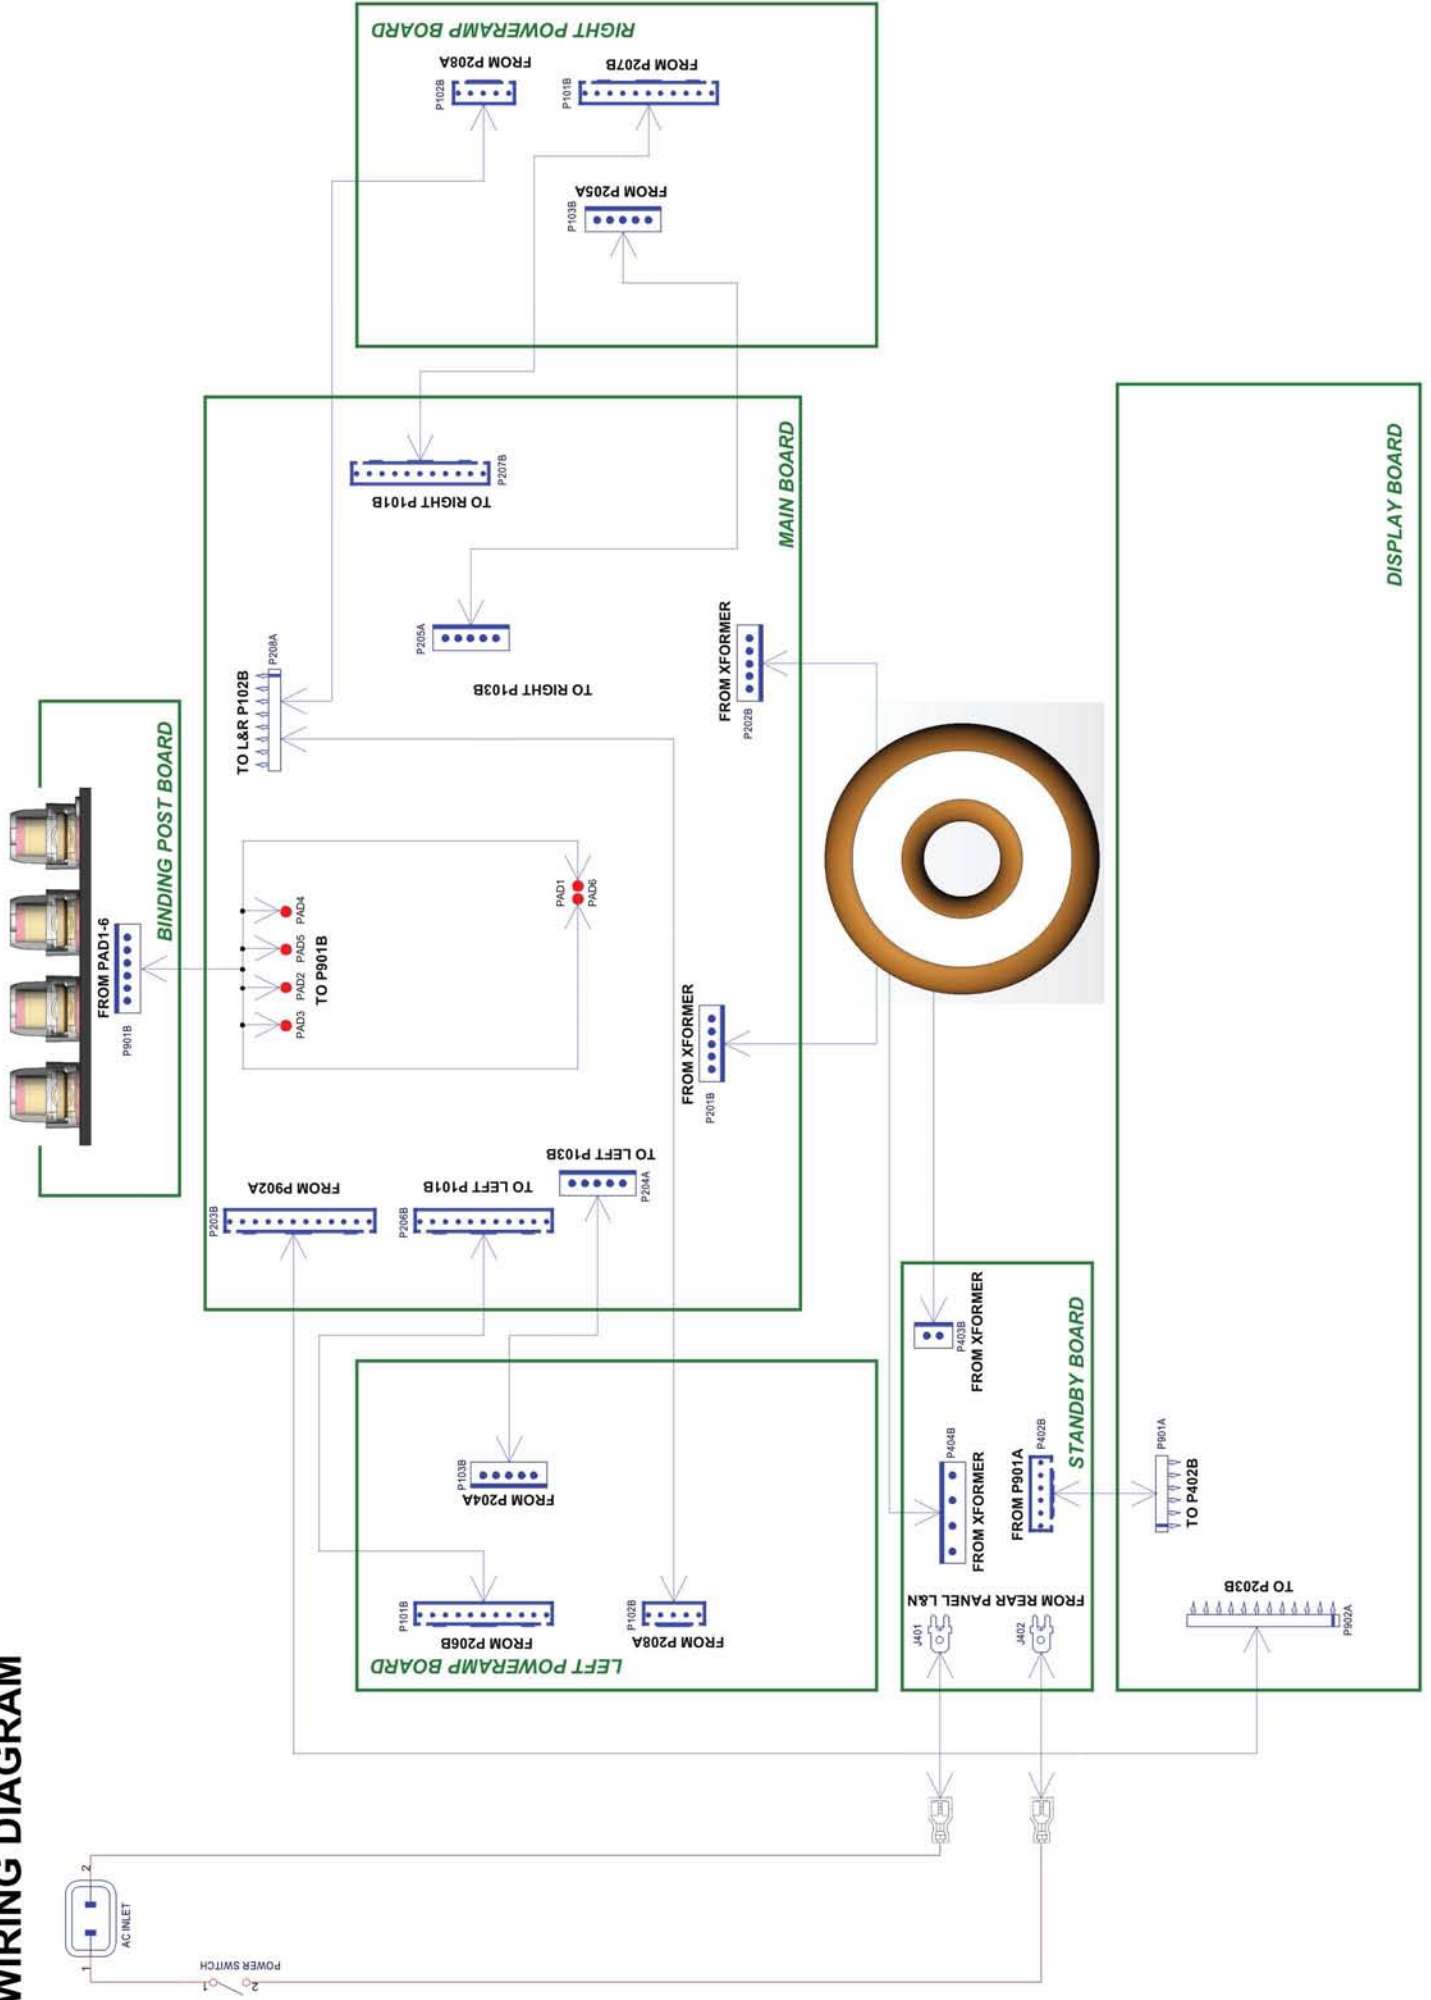 WIRING DIAGRAM
RIGHT POWERAMP BOARD
FROM P208A
P102B
FROM P207B
P101B
FROM P205A
P103B
BINDING POST BOARD
FROM PAD1-6
P901B
MAIN BOARD
P207B
TO RIGHT P101B
P205A
TO RIGHT P103B
TO L&R P102B
P208A
FROM XFORMER
P202B
PAD4
PAD5
PAD2
PAD3
TO P901B
PAD1
PAD6
FROM XFORMER
P201B
FROM P902A
P203B
TO LEFT P101B
P206B
TO LEFT P103B
P204A
LEFT POWERAMP BOARD
P103B
FROM P204A
P101B
FROM P206B
P102B
FROM P208A
STANDBY BOARD
P403B
FROM XFORMER
P404B
FROM XFORMER
FROM P901A
P402B
FROM REAR PANEL L&N
J401
J402
DISPLAY BOARD
P901A
TO P402B
TO P203B
P902A
AC INLET
1
2
POWER SWITCH
1
2